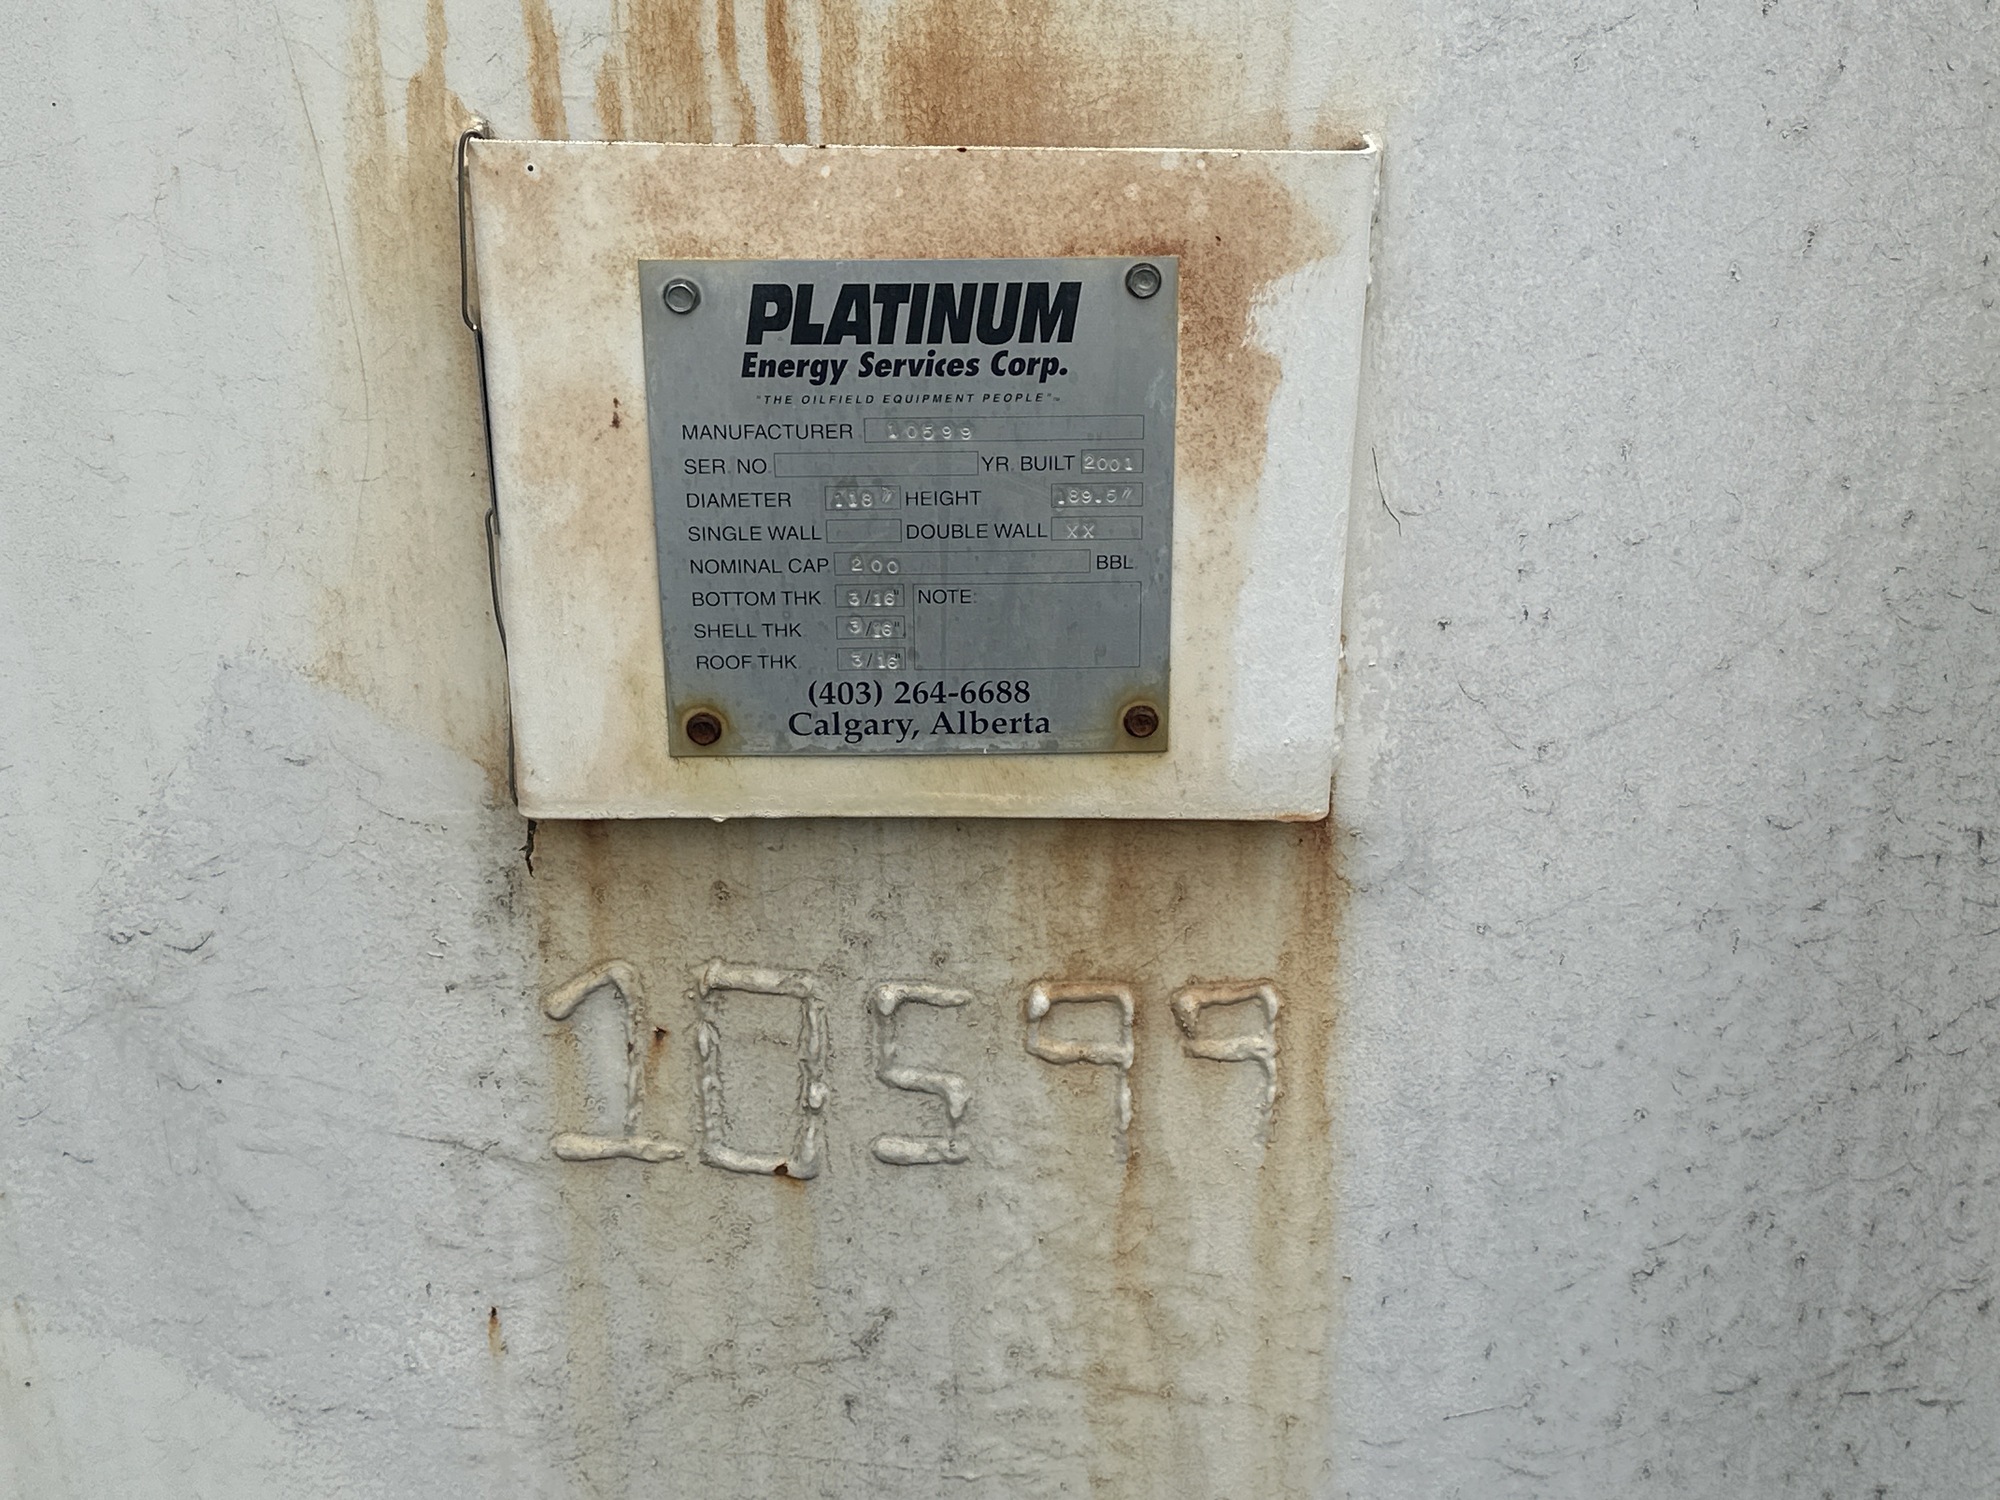 PLATINUM
Energy Services Corp.
"THE OILFIELD EQUIPMENT PEOPLE"™
MANUFACTURER 10599
SER. NO. YR. BUILT 2001
DIAMETER 118" HEIGHT 189.5"
SINGLE WALL DOUBLE WALL XX
NOMINAL CAP. 200 BBL.
BOTTOM THK. 3/16" NOTE:
SHELL THK. 3/16"
ROOF THK. 3/16"
(403) 264-6688
Calgary, Alberta
10599